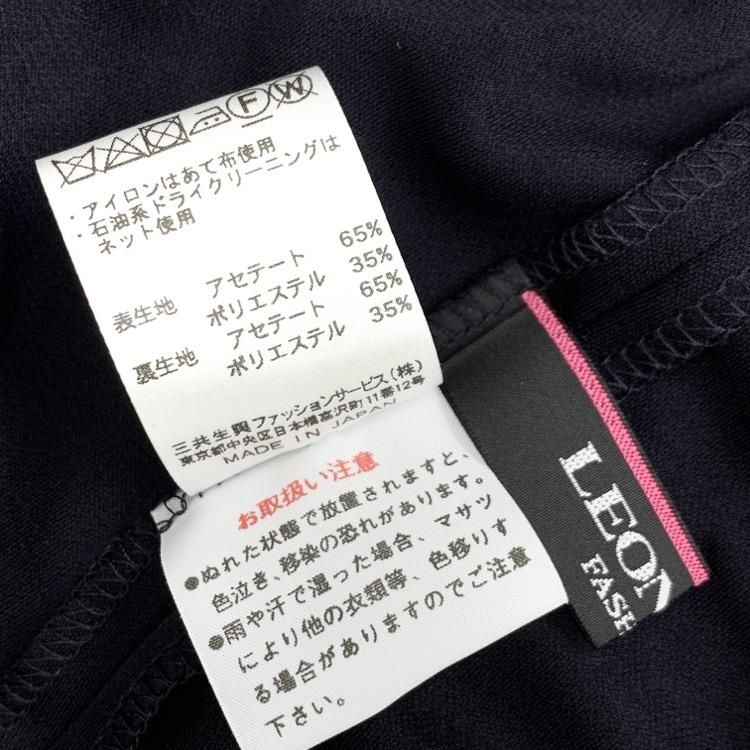 F W
・アイロンはあて布使用
・石油系ドライクリーニングは
ネット使用
表生地 アセテート 65%
ポリエステル 35%
裏生地 アセテート 65%
ポリエステル 35%
三共生興ファッションサービス(株)
東京都中央区日本橋富沢町11番12号
MADE IN JAPAN
お取扱い注意
●ぬれた状態で放置されますと、
色泣き、移染の恐れがあります。
●雨や汗で湿った場合、マサツ
により他の衣類等、色移りす
る場合がありますのでご注意
下さい。
LEON
FASH